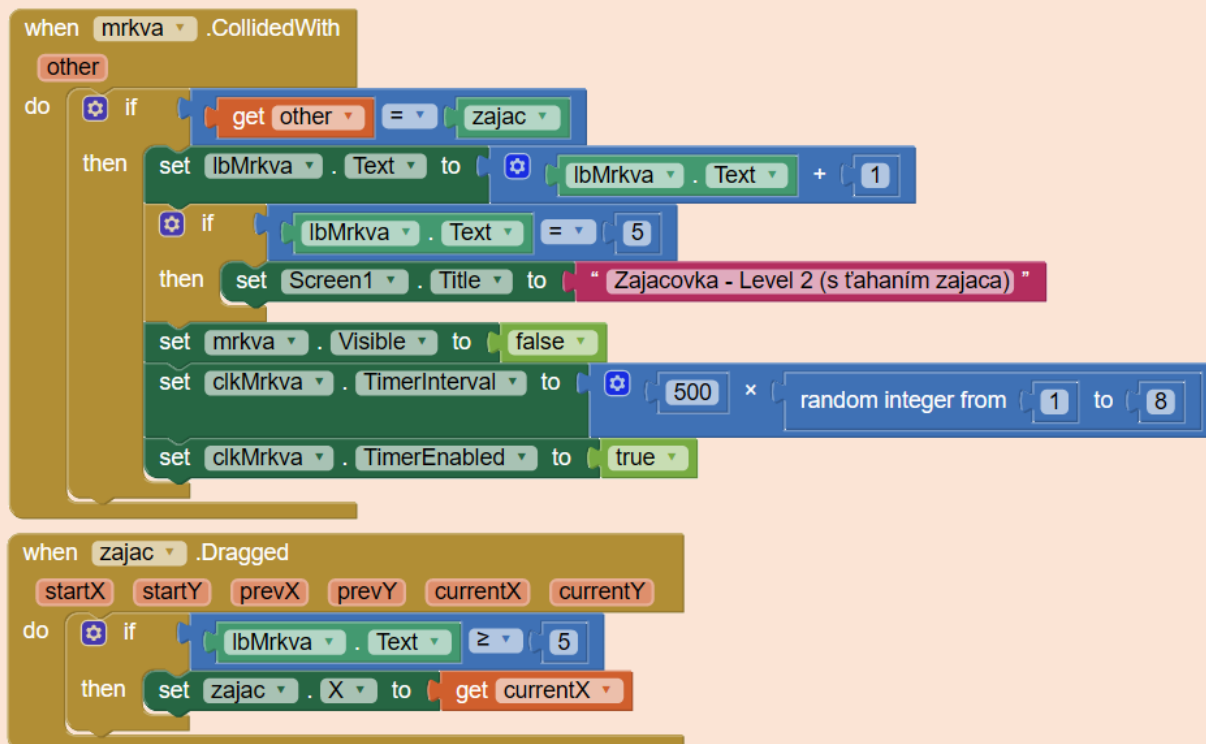 when mrkva .CollidedWith
other
do if get other = zajac
then set lbMrkva . Text to lbMrkva . Text + 1
if lbMrkva . Text = 5
then set Screen1 . Title to “ Zajacovka - Level 2 (s ťahaním zajaca) ”
set mrkva . Visible to false
set clkMrkva . TimerInterval to 500 × random integer from 1 to 8
set clkMrkva . TimerEnabled to true
when zajac .Dragged
startX startY prevX prevY currentX currentY
do if lbMrkva . Text ≥ 5
then set zajac . X to get currentX